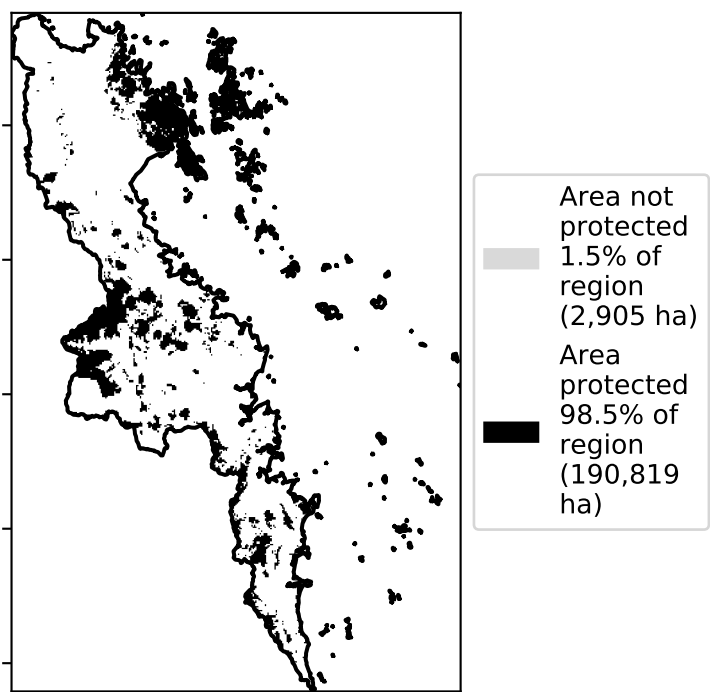 Area not
protected
1.5% of
region
(2,905 ha)
Area
protected
98.5% of
region
(190,819
ha)